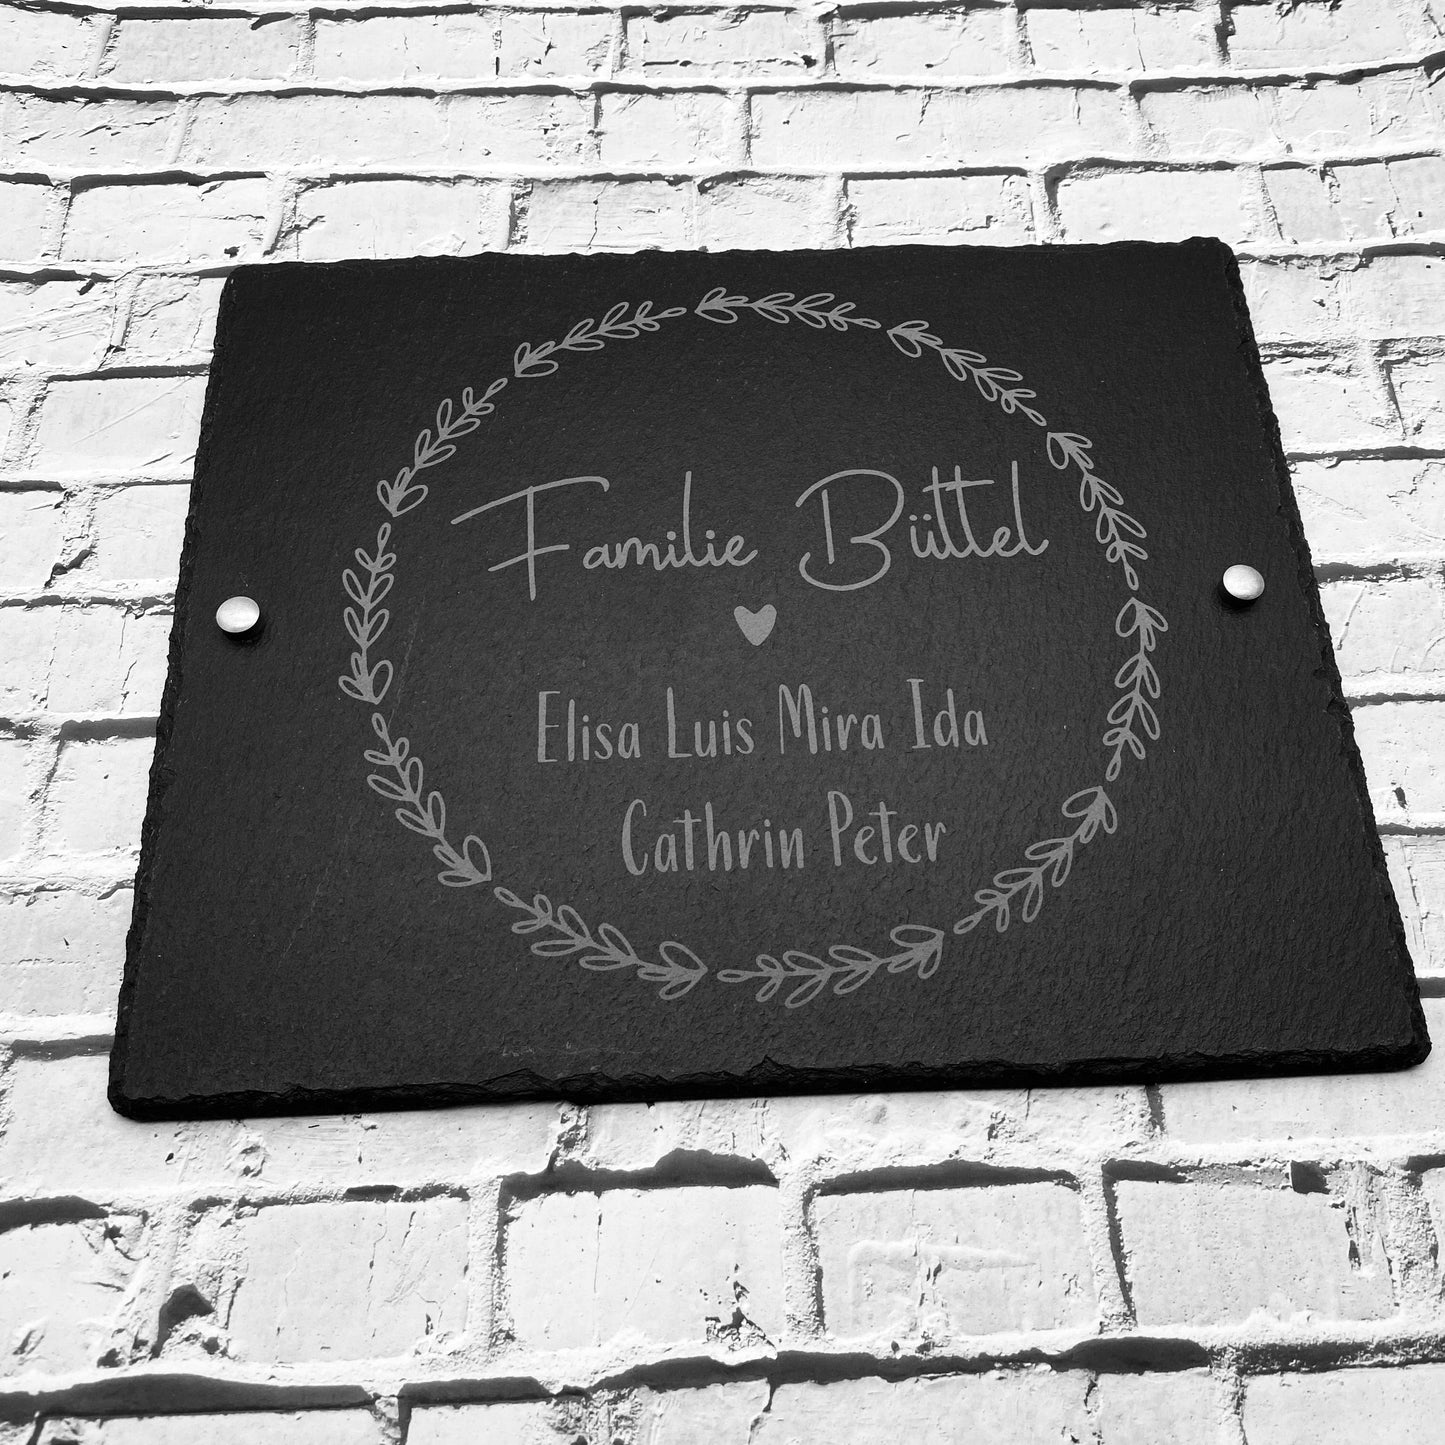 Familie Büttel
Elisa Luis Mira Ida
Cathrin Peter